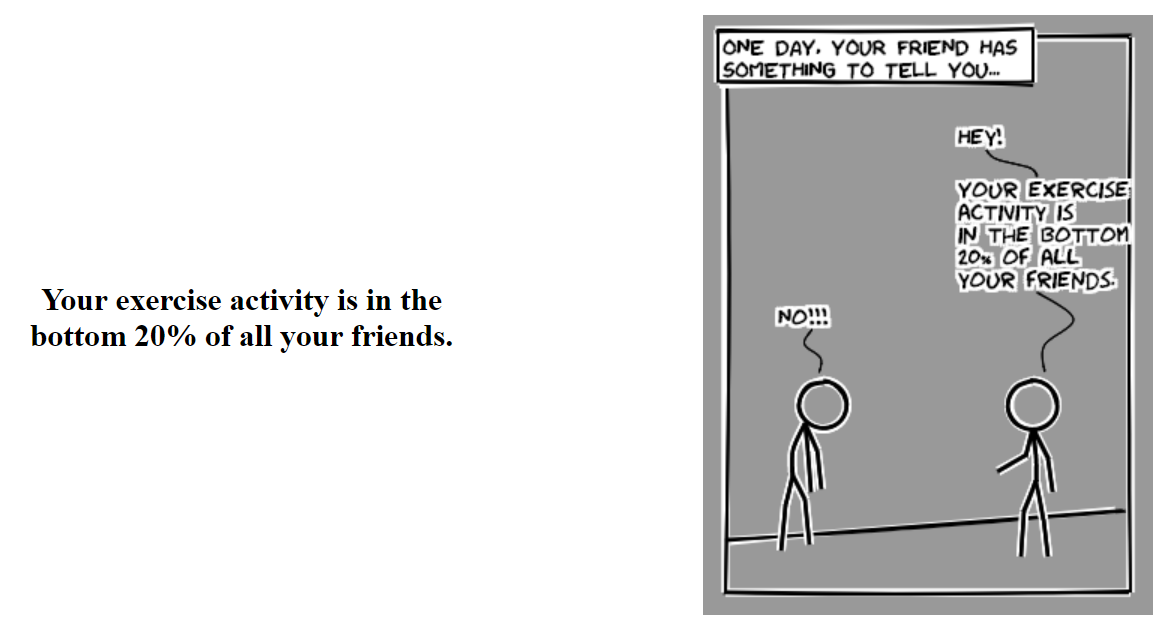 Your exercise activity is in the
bottom 20% of all your friends.
ONE DAY, YOUR FRIEND HAS
SOMETHING TO TELL YOU...
HEY!
YOUR EXERCISE
ACTIVITY IS
IN THE BOTTOM
20% OF ALL
YOUR FRIENDS.
NO!!!